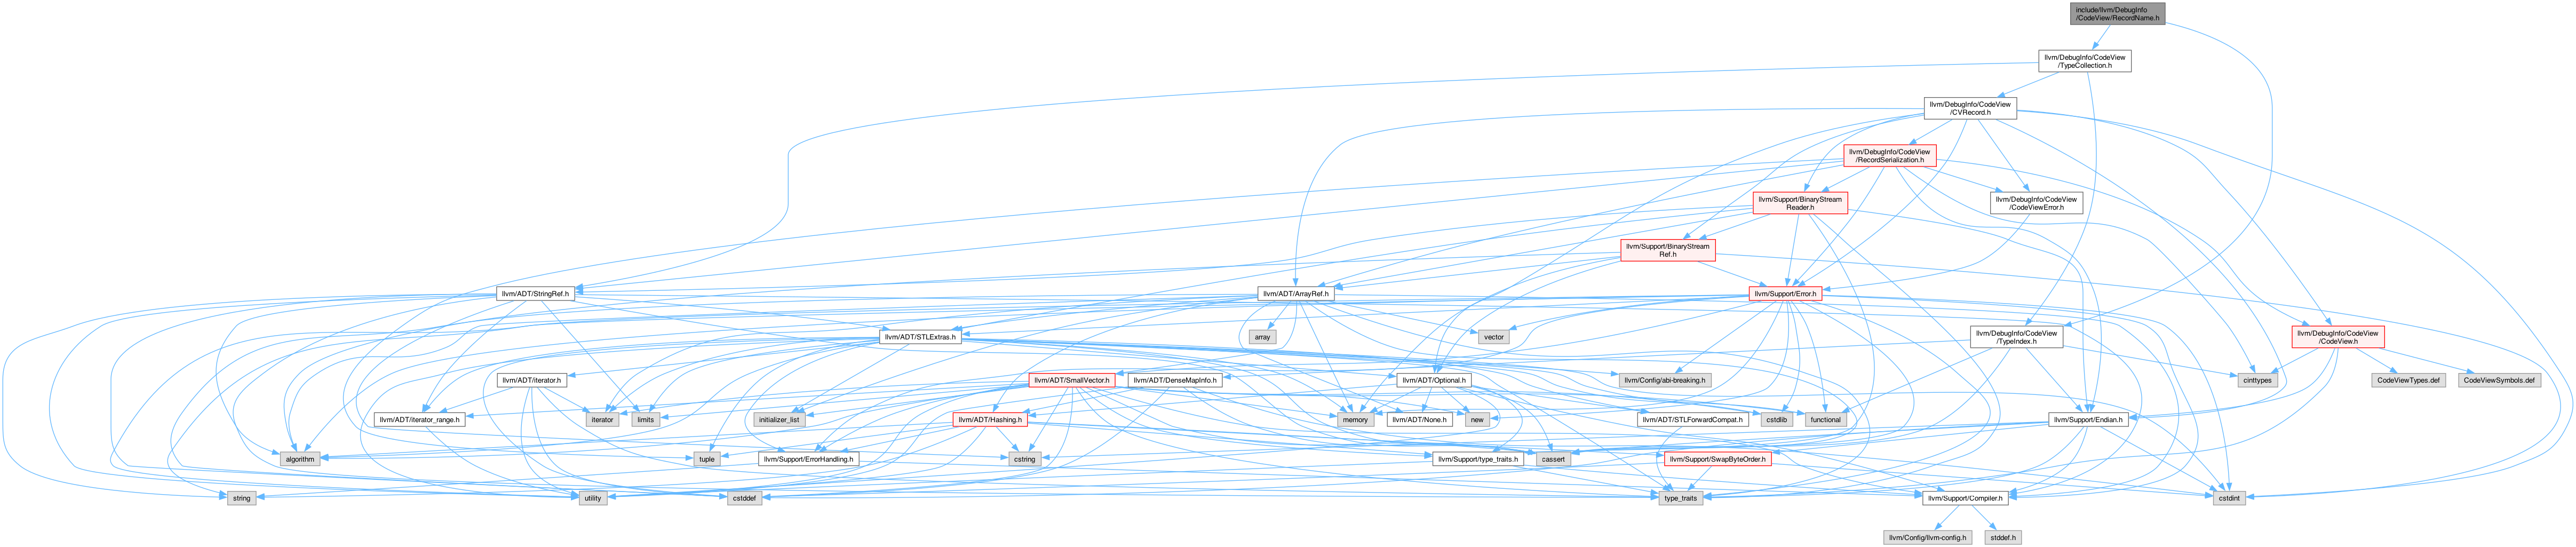 include/llvm/DebugInfo
/CodeView/RecordName.h
llvm/DebugInfo/CodeView
/TypeCollection.h
llvm/DebugInfo/CodeView
/CVRecord.h
llvm/DebugInfo/CodeView
/RecordSerialization.h
llvm/Support/BinaryStream
Reader.h
llvm/DebugInfo/CodeView
/CodeViewError.h
llvm/Support/BinaryStream
Ref.h
llvm/ADT/StringRef.h
llvm/ADT/ArrayRef.h
llvm/Support/Error.h
llvm/ADT/STLExtras.h
array
vector
llvm/DebugInfo/CodeView
/TypeIndex.h
llvm/DebugInfo/CodeView
/CodeView.h
llvm/ADT/iterator.h
llvm/ADT/SmallVector.h
llvm/ADT/DenseMapInfo.h
llvm/ADT/Optional.h
llvm/Config/abi-breaking.h
cinttypes
CodeViewTypes.def
CodeViewSymbols.def
llvm/ADT/iterator_range.h
iterator
limits
initializer_list
llvm/ADT/Hashing.h
memory
llvm/ADT/None.h
new
llvm/ADT/STLForwardCompat.h
cstdlib
functional
llvm/Support/Endian.h
algorithm
tuple
llvm/Support/ErrorHandling.h
cstring
llvm/Support/type_traits.h
cassert
llvm/Support/SwapByteOrder.h
string
utility
cstddef
type_traits
llvm/Support/Compiler.h
cstdint
llvm/Config/llvm-config.h
stddef.h